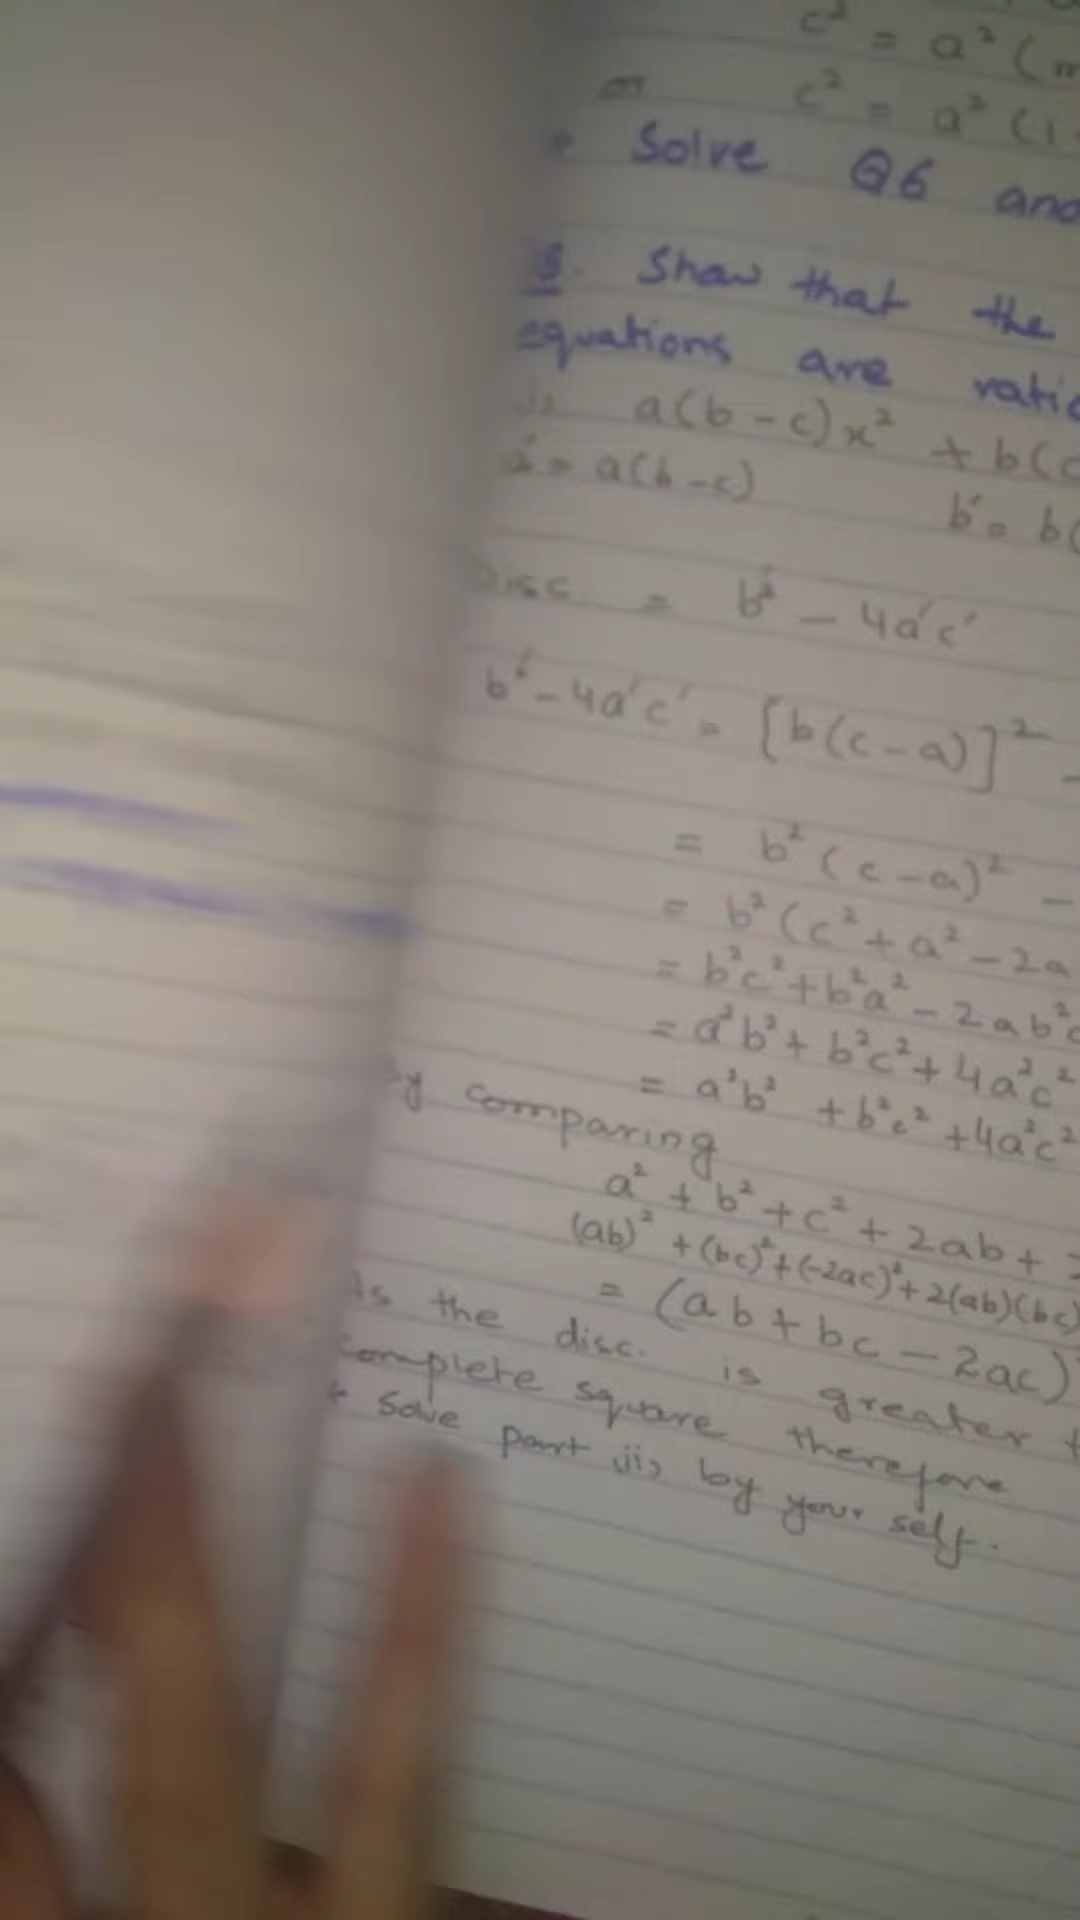 c² = a² (
or c² = a² (1
Solve Q6 and
8. Show that the
equations are
i, a(b-c)x² + b(c
a' = a(b-c) b' = b(
Disc = b'² - 4a'c'
b'² - 4a'c' = [b(c-a)]² -
= b²(c-a)² -
= b²(c² + a² - 2a
= b²c² + b²a² - 2ab²c
= a²b² + b²c² + 4a²c²
= a²b² + b²c² + 4a²c²
By comparing
a² + b² + c² + 2ab +
(ab)² + (bc)² + (-2ac)² + 2(ab)(bc)
= (ab + bc - 2ac)
As the disc. is greater
complete square therefore
solve part ii, by your self.